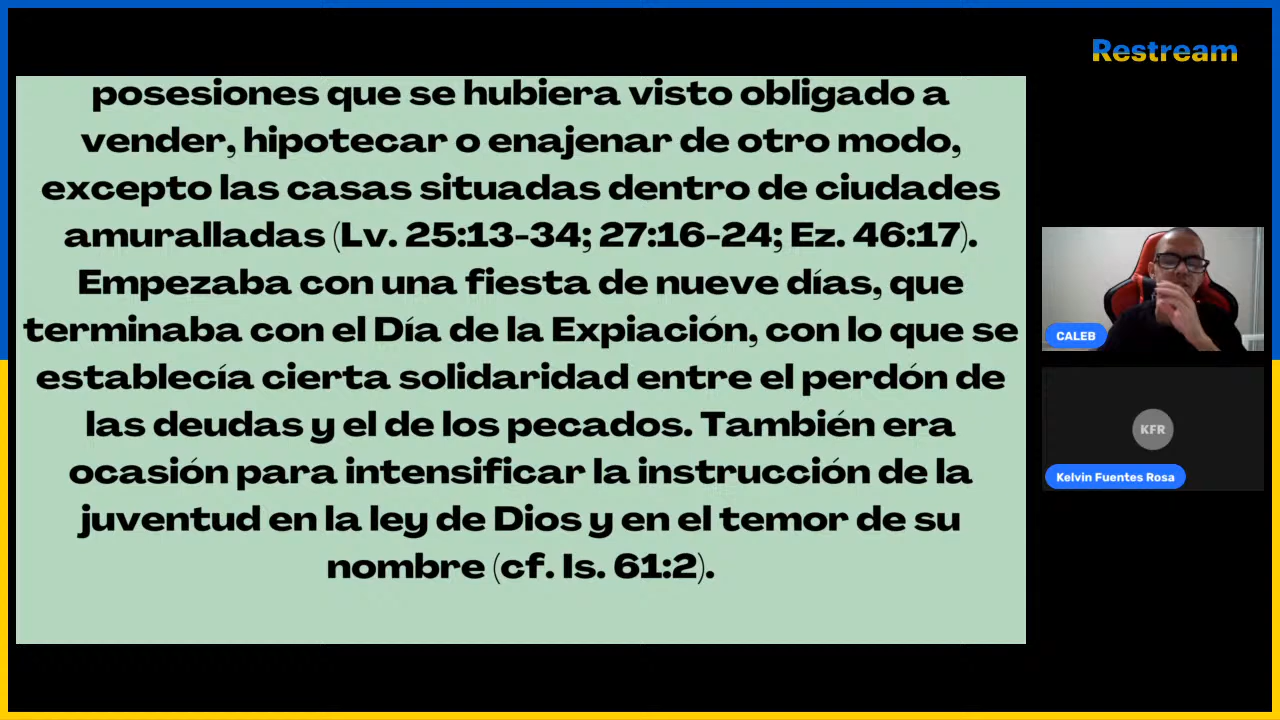 Restream
posesiones que se hubiera visto obligado a
vender, hipotecar o enajenar de otro modo,
excepto las casas situadas dentro de ciudades
amuralladas (Lv. 25:13-34; 27:16-24; Ez. 46:17).
Empezaba con una fiesta de nueve días, que
terminaba con el Día de la Expiación, con lo que se
establecía cierta solidaridad entre el perdón de
las deudas y el de los pecados. También era
ocasión para intensificar la instrucción de la
juventud en la ley de Dios y en el temor de su
nombre (cf. Is. 61:2).
CALEB
KFR
Kelvin Fuentes Rosa